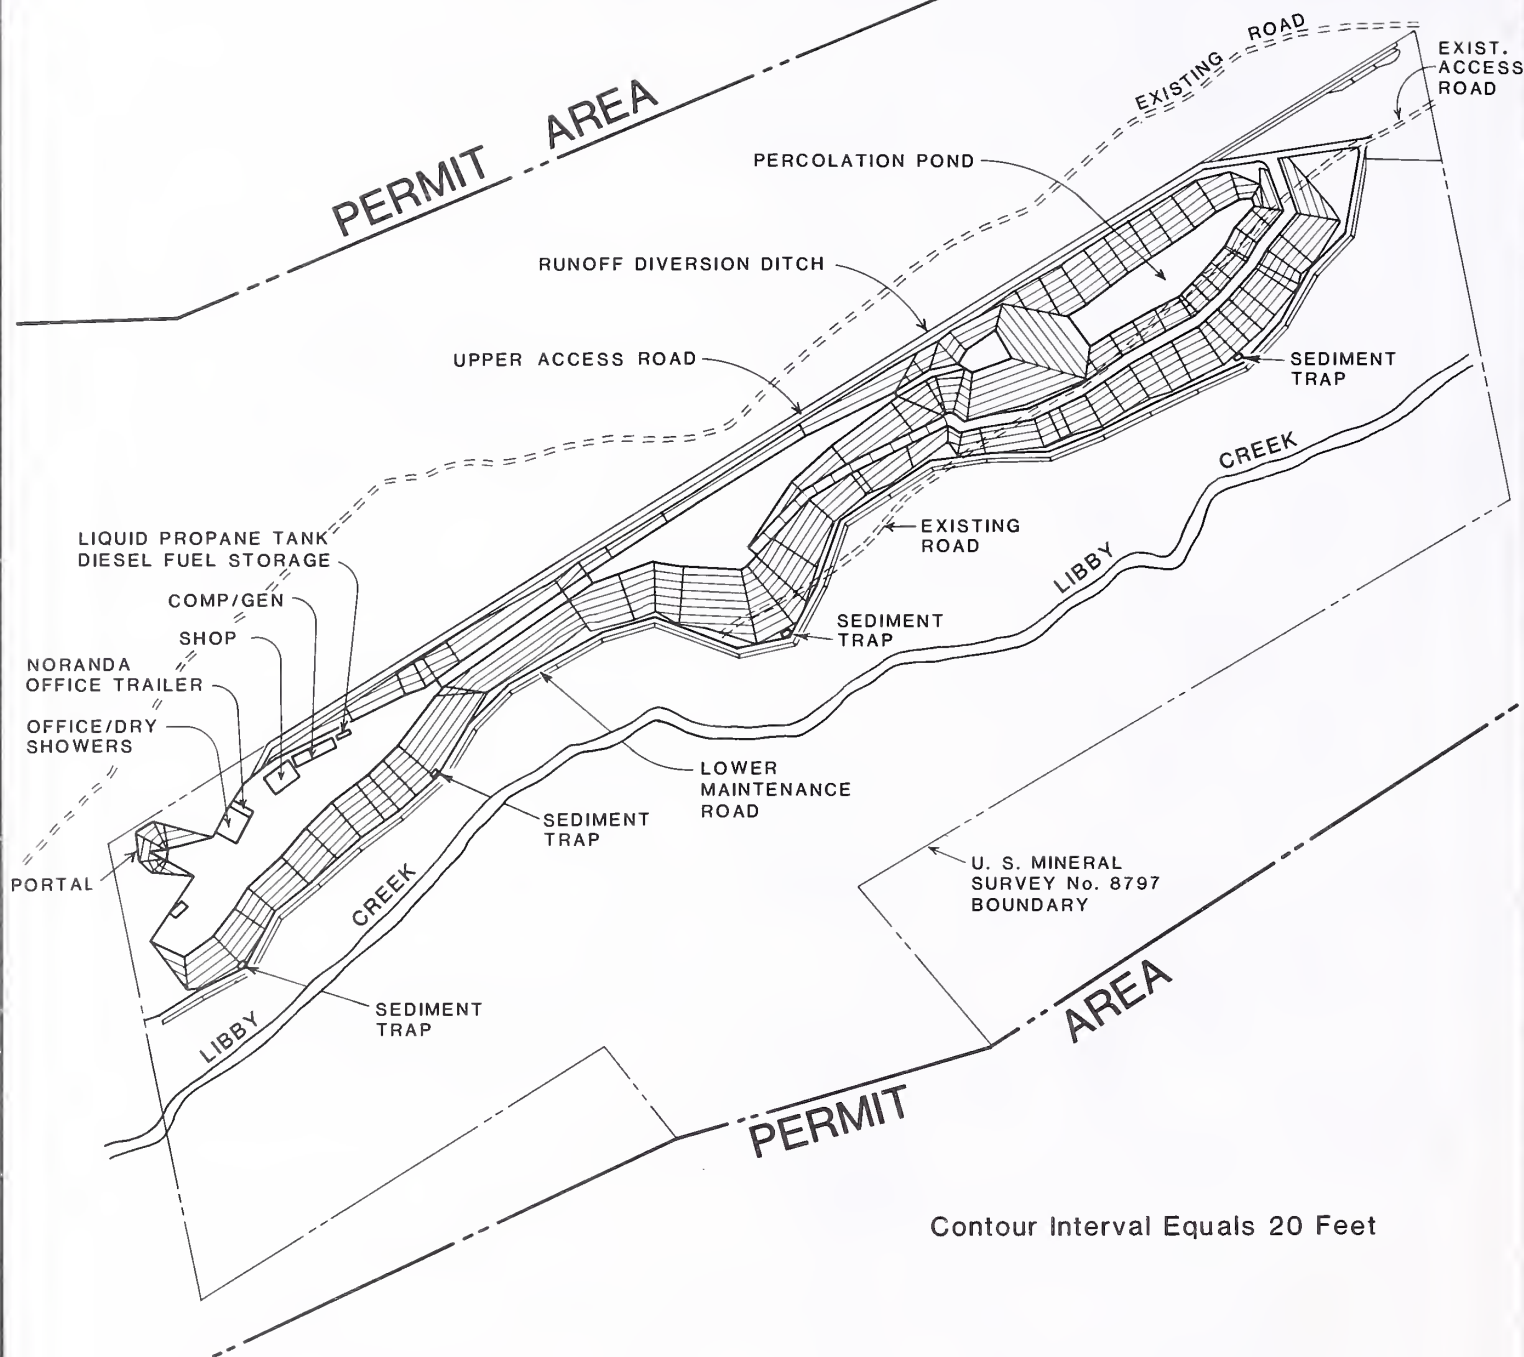 PERMIT AREA
EXISTING ROAD
EXIST.
ACCESS
ROAD
PERCOLATION POND
RUNOFF DIVERSION DITCH
UPPER ACCESS ROAD
SEDIMENT
TRAP
LIBBY CREEK
EXISTING
ROAD
LIQUID PROPANE TANK
DIESEL FUEL STORAGE
COMP/GEN
SHOP
NORANDA
OFFICE TRAILER
OFFICE/DRY
SHOWERS
PORTAL
SEDIMENT
TRAP
LOWER
MAINTENANCE
ROAD
SEDIMENT
TRAP
U. S. MINERAL
SURVEY No. 8797
BOUNDARY
SEDIMENT
TRAP
LIBBY CREEK
PERMIT AREA
Contour Interval Equals 20 Feet